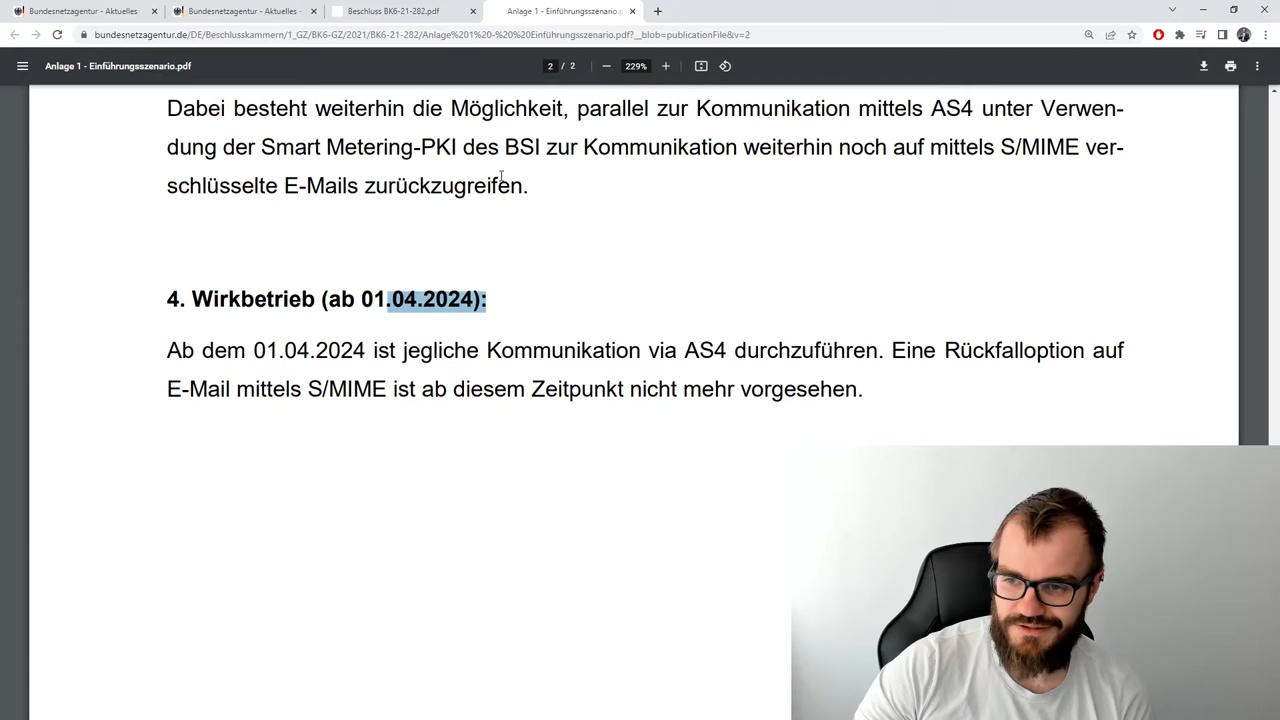 Bundesnetzagentur - Aktuelles
Bundesnetzagentur - Aktuelles -
Beschluss BK6-21-282.pdf
Anlage 1 - Einführungsszenario.p
bundesnetzagentur.de/DE/Beschlusskammern/1_GZ/BK6-GZ/2021/BK6-21-282/Anlage%201%20-%20%20Einführungsszenario.pdf?__blob=publicationFile&v=2
Anlage 1 - Einführungsszenario.pdf
2 / 2
229%
Dabei besteht weiterhin die Möglichkeit, parallel zur Kommunikation mittels AS4 unter Verwen-
dung der Smart Metering-PKI des BSI zur Kommunikation weiterhin noch auf mittels S/MIME ver-
schlüsselte E-Mails zurückzugreifen.
4. Wirkbetrieb (ab 01.04.2024):
Ab dem 01.04.2024 ist jegliche Kommunikation via AS4 durchzuführen. Eine Rückfalloption auf
E-Mail mittels S/MIME ist ab diesem Zeitpunkt nicht mehr vorgesehen.